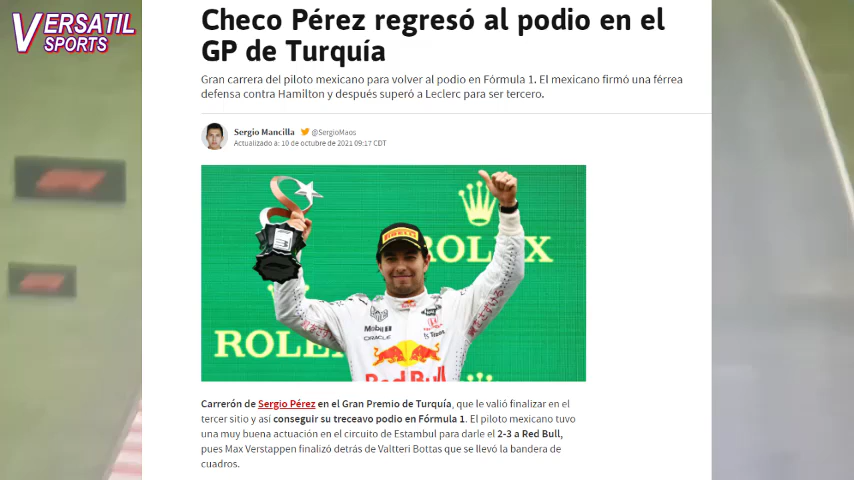 VERSATIL
SPORTS
Checo Pérez regresó al podio en el
GP de Turquía
Gran carrera del piloto mexicano para volver al podio en Fórmula 1. El mexicano firmó una férrea
defensa contra Hamilton y después superó a Leclerc para ser tercero.
Sergio Mancilla @SergioMaos
Actualizado a: 10 de octubre de 2021 09:17 CDT
PIRELLI
ROLEX
ROLEX
Mobil
ORACLE
HONDA
Red Bull
Carrerón de Sergio Pérez en el Gran Premio de Turquía, que le valió finalizar en el
tercer sitio y así conseguir su treceavo podio en Fórmula 1. El piloto mexicano tuvo
una muy buena actuación en el circuito de Estambul para darle el 2-3 a Red Bull,
pues Max Verstappen finalizó detrás de Valtteri Bottas que se llevó la bandera de
cuadros.